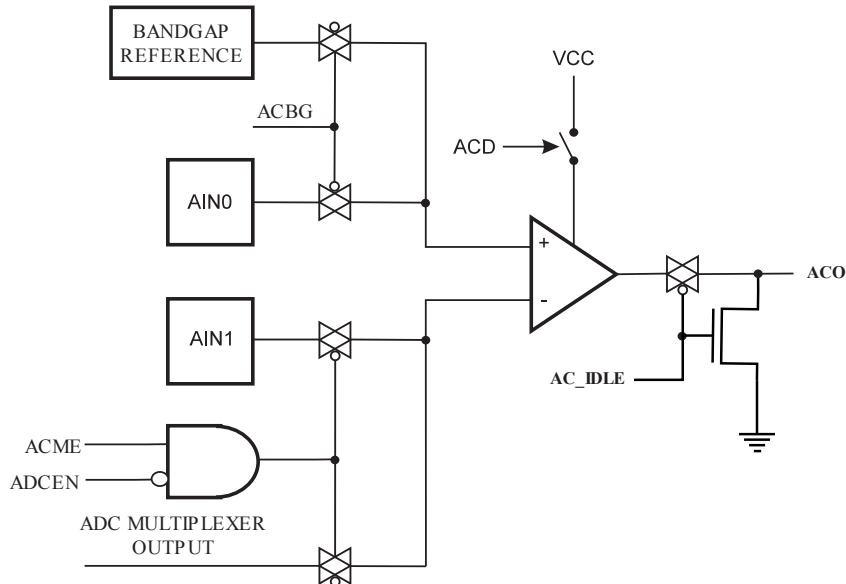 BANDGAP
REFERENCE
VCC
ACBG
ACD
AIN0
+
-
ACO
AIN1
AC_IDLE
ACME
ADCEN
ADC MULTIPLEXER
OUTPUT